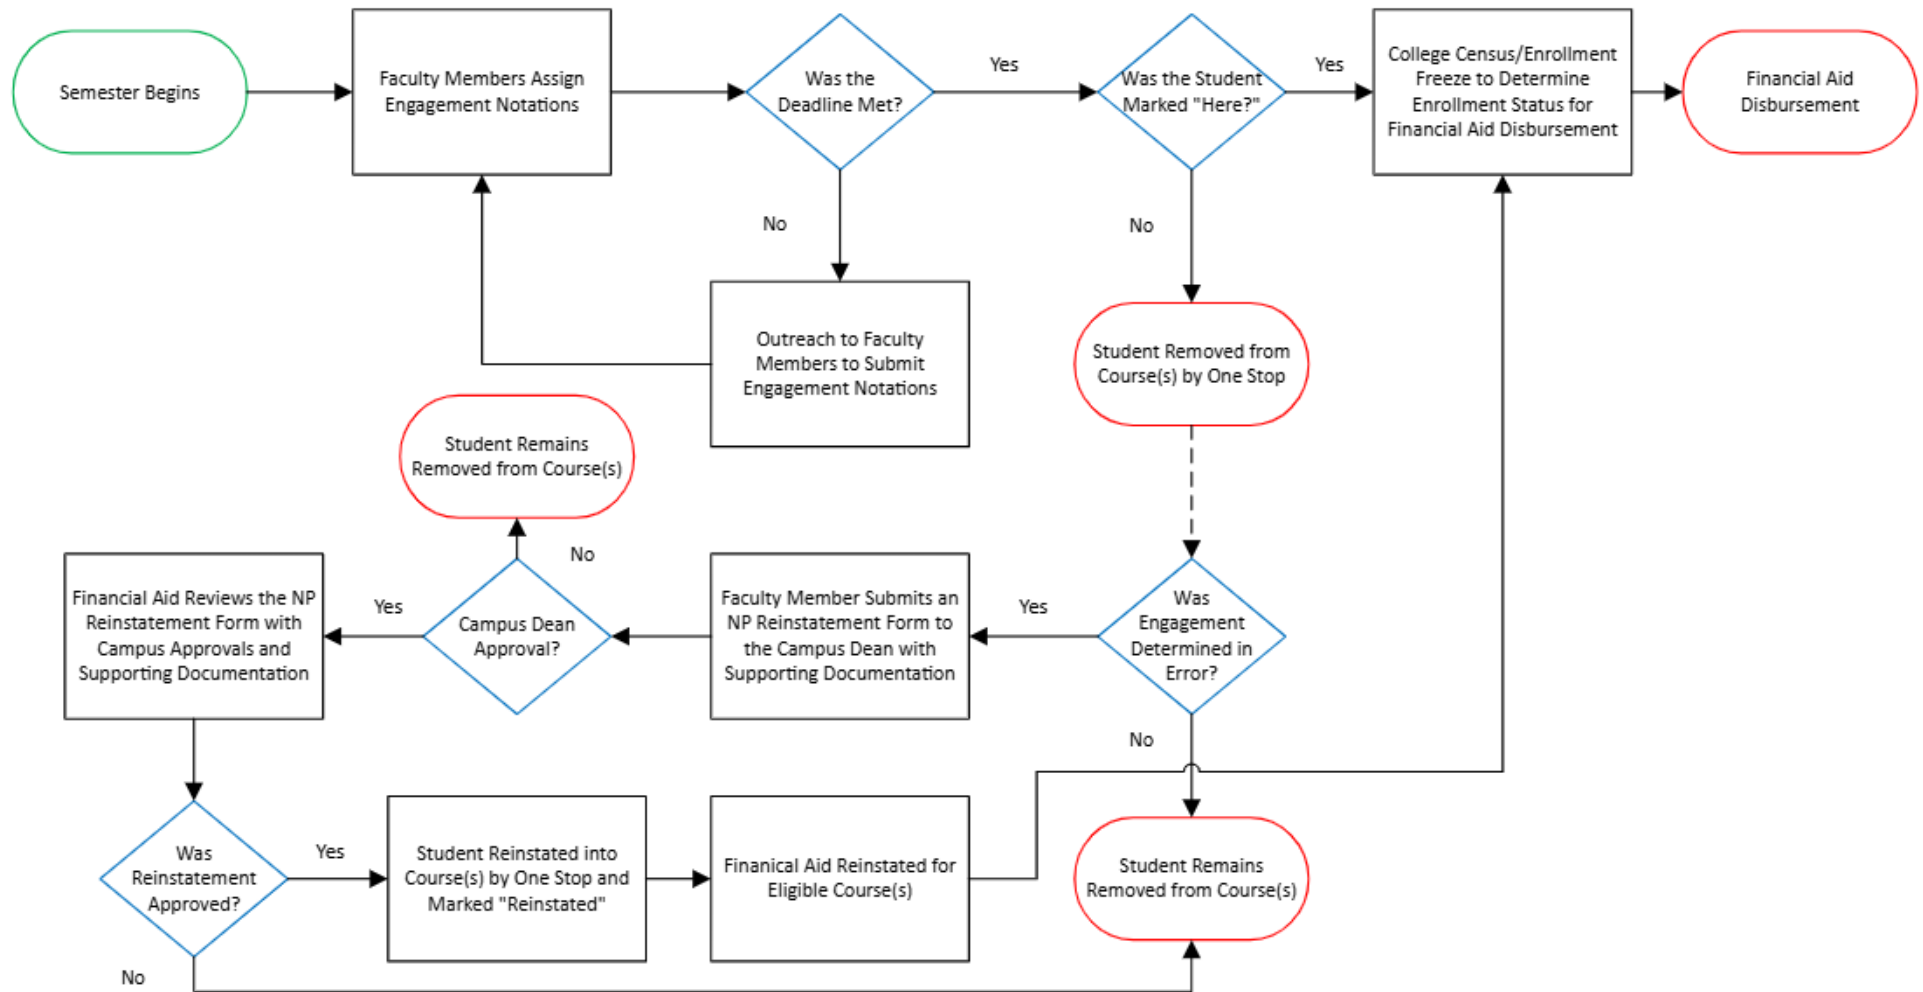 Semester Begins
Faculty Members Assign
Engagement Notations
Was the
Deadline Met?
Yes
Was the Student
Marked "Here?"
Yes
College Census/Enrollment
Freeze to Determine
Enrollment Status for
Financial Aid Disbursement
Financial Aid
Disbursement
No
No
Outreach to Faculty
Members to Submit
Engagement Notations
Student Removed from
Course(s) by One Stop
Student Remains
Removed from Course(s)
No
Financial Aid Reviews the NP
Reinstatement Form with
Campus Approvals and
Supporting Documentation
Yes
Campus Dean
Approval?
Faculty Member Submits an
NP Reinstatement Form to
the Campus Dean with
Supporting Documentation
Yes
Was
Engagement
Determined in
Error?
No
Was
Reinstatement
Approved?
Yes
Student Reinstated into
Course(s) by One Stop and
Marked "Reinstated"
Finanical Aid Reinstated for
Eligible Course(s)
Student Remains
Removed from Course(s)
No